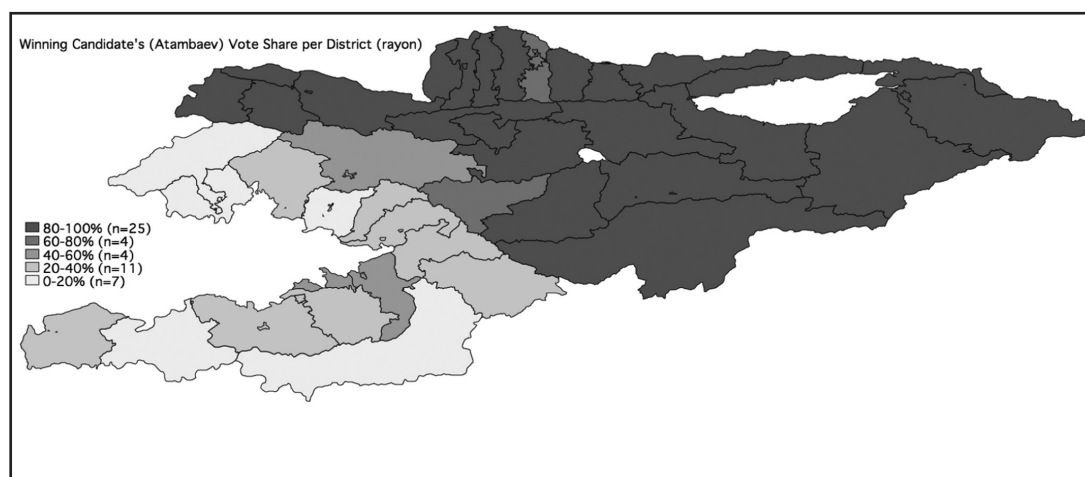 Winning Candidate's (Atambaev) Vote Share per District (rayon)
80-100% (n=25)
60-80% (n=4)
40-60% (n=4)
20-40% (n=11)
0-20% (n=7)